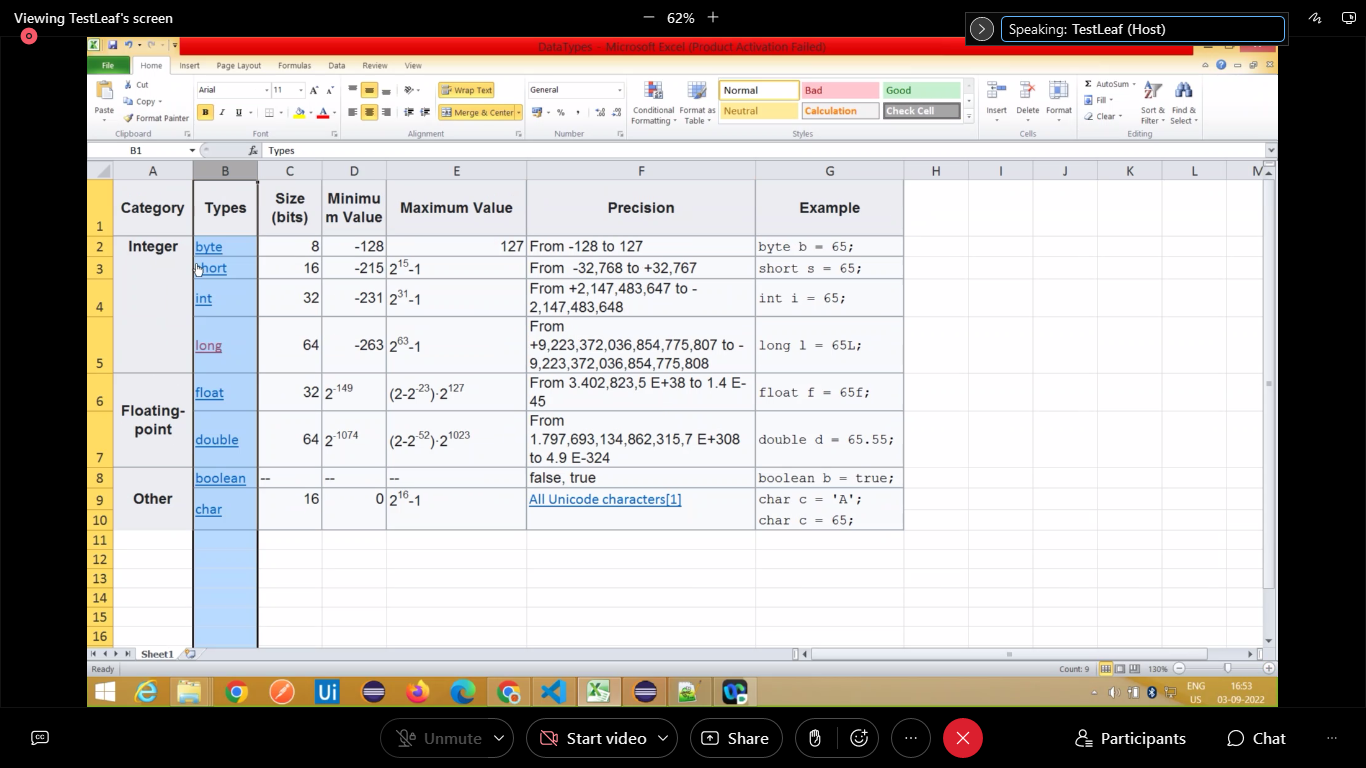 Viewing TestLeaf's screen
62%
Speaking: TestLeaf (Host)
DataTypes - Microsoft Excel (Product Activation Failed)
File Home Insert Page Layout Formulas Data Review View
Paste Cut Copy Format Painter
Clipboard
Arial 11
B I U
Font
Wrap Text
Merge & Center
Alignment
General
Number
Conditional Formatting
Format as Table
Normal Bad Good
Neutral Calculation Check Cell
Styles
Insert Delete Format
Cells
Σ AutoSum
Fill
Clear
Sort & Filter
Find & Select
Editing
B1 fx Types
A B C D E F G H I J K L M
1 Category Types Size (bits) Minimu m Value Maximum Value Precision Example
2 Integer byte 8 -128 127 From -128 to 127 byte b = 65;
3 short 16 -215 2^15-1 From -32,768 to +32,767 short s = 65;
4 int 32 -231 2^31-1 From +2,147,483,647 to -
2,147,483,648 int i = 65;
5 long 64 -263 2^63-1 From
+9,223,372,036,854,775,807 to -
9,223,372,036,854,775,808 long l = 65L;
6 Floating-
point float 32 2^-149 (2-2^-23)·2^127 From 3.402,823,5 E+38 to 1.4 E-
45 float f = 65f;
7 double 64 2^-1074 (2-2^-52)·2^1023 From
1.797,693,134,862,315,7 E+308
to 4.9 E-324 double d = 65.55;
8 Other boolean -- -- -- false, true boolean b = true;
9 char 16 0 2^16-1 All Unicode characters[1] char c = 'A';
10 char c = 65;
11
12
13
14
15
16
Sheet1
Ready Count: 9 130%
Ui
ENG
US
16:53
03-09-2022
CC
Unmute Start video Share Participants Chat